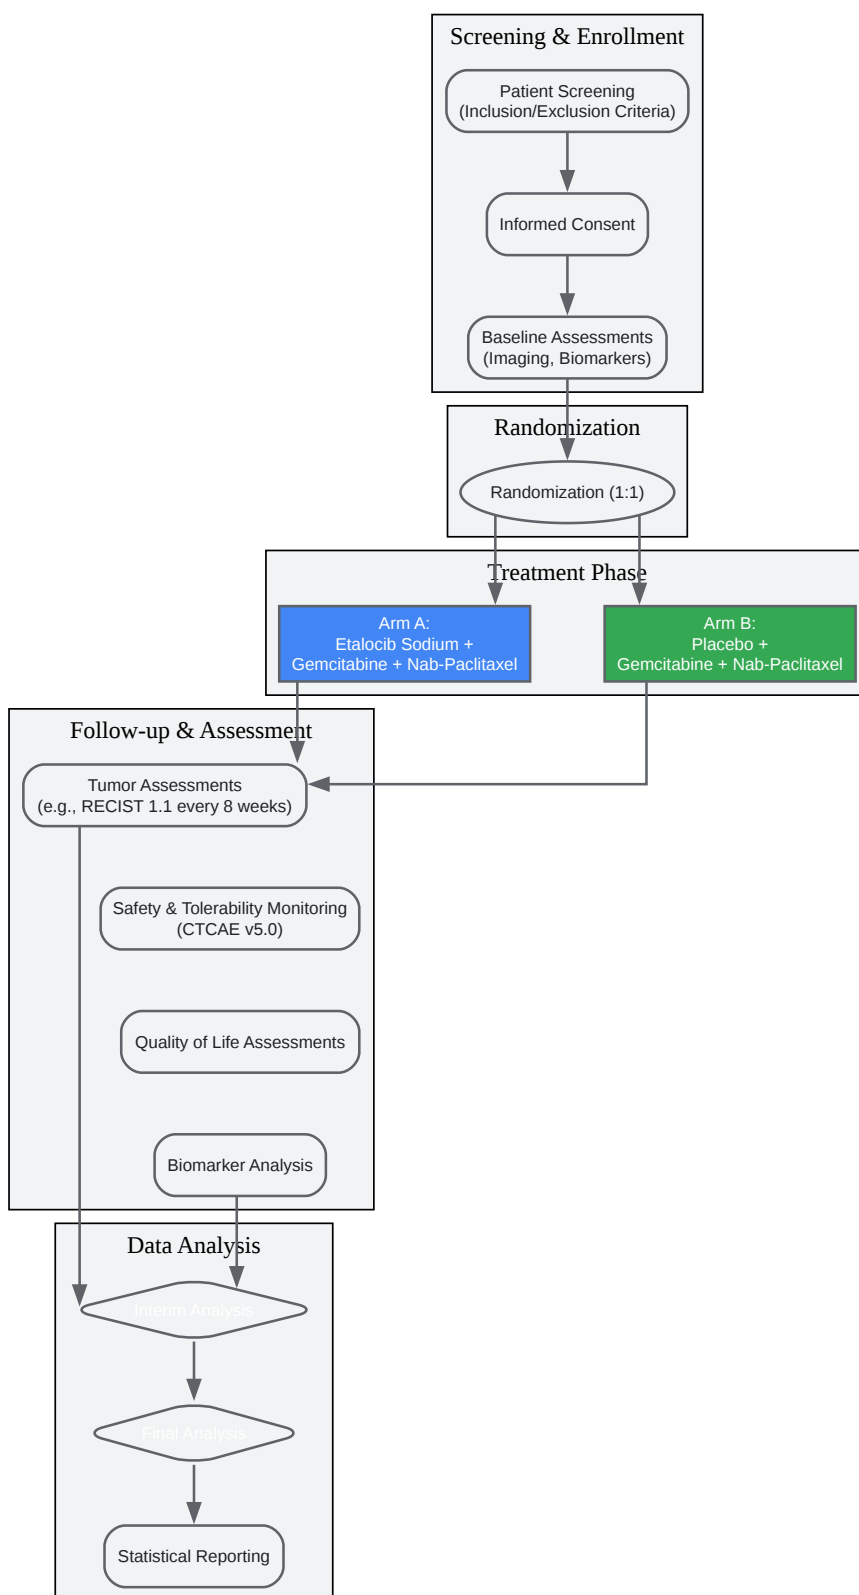 Screening & Enrollment
Patient Screening
(Inclusion/Exclusion Criteria)
Informed Consent
Baseline Assessments
(Imaging, Biomarkers)
Randomization
Randomization (1:1)
Treatment Phase
Arm A:
Etalocib Sodium +
Gemcitabine + Nab-Paclitaxel
Arm B:
Placebo +
Gemcitabine + Nab-Paclitaxel
Follow-up & Assessment
Tumor Assessments
(e.g., RECIST 1.1 every 8 weeks)
Safety & Tolerability Monitoring
(CTCAE v5.0)
Quality of Life Assessments
Biomarker Analysis
Data Analysis
Interim Analysis
Final Analysis
Statistical Reporting